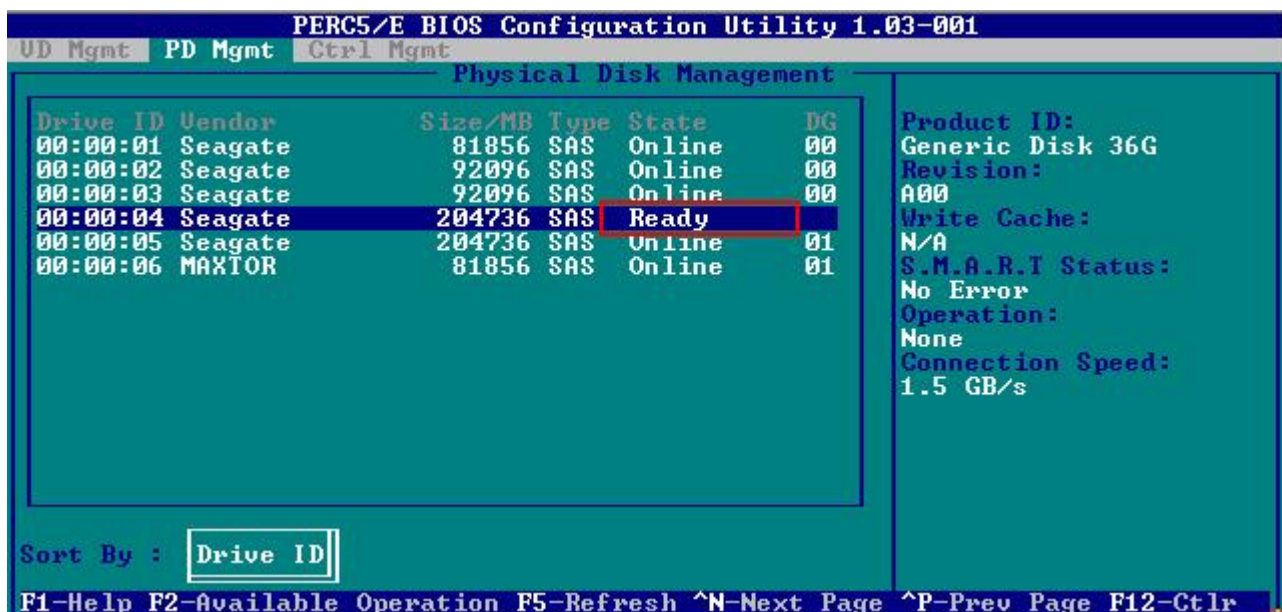 PERC5/E BIOS Configuration Utility 1.03-001
VD Mgmt PD Mgmt Ctrl Mgmt
Physical Disk Management
Drive ID Vendor Size/MB Type State DG
00:00:01 Seagate 81856 SAS Online 00
00:00:02 Seagate 92096 SAS Online 00
00:00:03 Seagate 92096 SAS Online 00
00:00:04 Seagate 204736 SAS Ready
00:00:05 Seagate 204736 SAS Online 01
00:00:06 MAXTOR 81856 SAS Online 01
Product ID:
Generic Disk 36G
Revision:
A00
Write Cache:
N/A
S.M.A.R.T Status:
No Error
Operation:
None
Connection Speed:
1.5 GB/s
Sort By : Drive ID
F1-Help F2-Available Operation F5-Refresh ^N-Next Page ^P-Prev Page F12-Ctlr